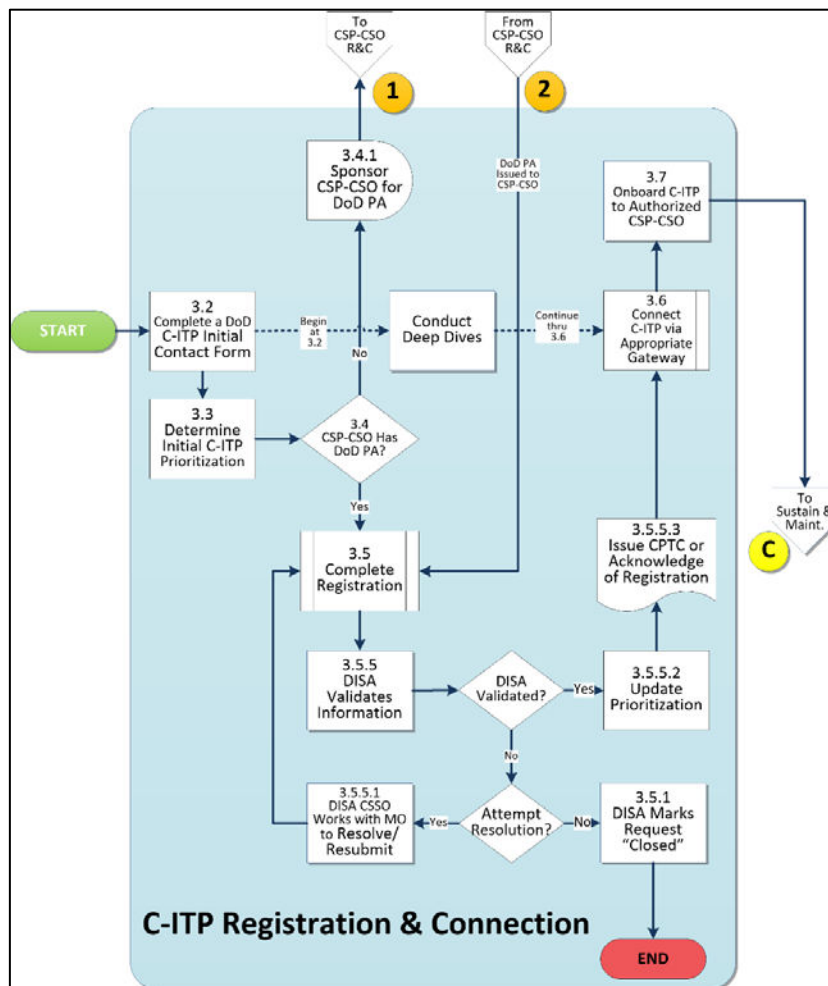 To
CSP-CSO
R&C
From
CSP-CSO
R&C
1
2
3.4.1
Sponsor
CSP-CSO for
DoD PA
DoD PA
Issued to
CSP-CSO
3.7
Onboard C-ITP
to Authorized
CSP-CSO
START
3.2
Complete a DoD
C-ITP Initial
Contact Form
Begin
at
3.2
Conduct
Deep Dives
Continue
thru
3.6
3.6
Connect
C-ITP via
Appropriate
Gateway
No
3.3
Determine
Initial C-ITP
Prioritization
3.4
CSP-CSO Has
DoD PA?
Yes
To
Sustain &
Maint.
C
3.5
Complete
Registration
3.5.5.3
Issue CPTC or
Acknowledge
of Registration
3.5.5
DISA
Validates
Information
DISA
Validated?
Yes
3.5.5.2
Update
Prioritization
No
3.5.5.1
DISA CSSO
Works with MO
to Resolve/
Resubmit
Yes
Attempt
Resolution?
No
3.5.1
DISA Marks
Request
“Closed”
C-ITP Registration & Connection
END